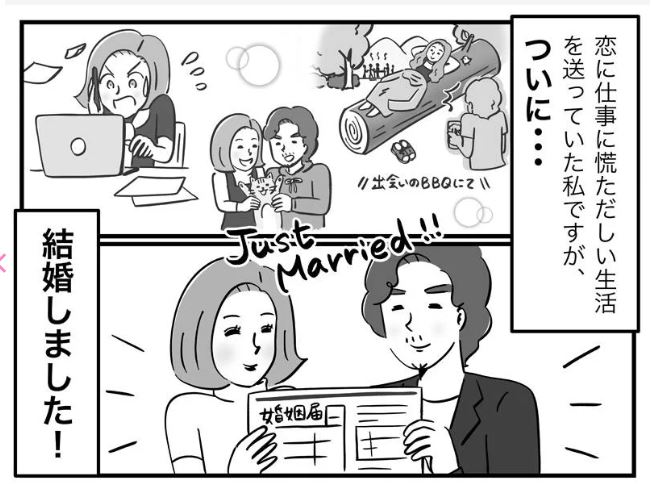 恋に仕事に慌ただしい生活
を送っていた私ですが、
ついに・・・
\\出会いのBBQにて//
Just
Married!!
結婚しました!
婚姻届